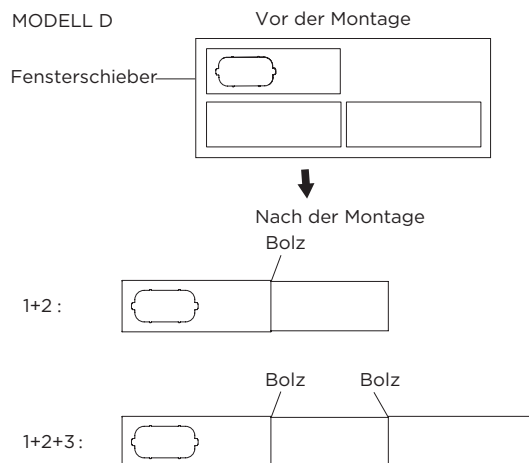 MODELL D
Vor der Montage
Fensterschieber
Nach der Montage
Bolz
1+2 :
Bolz Bolz
1+2+3 :